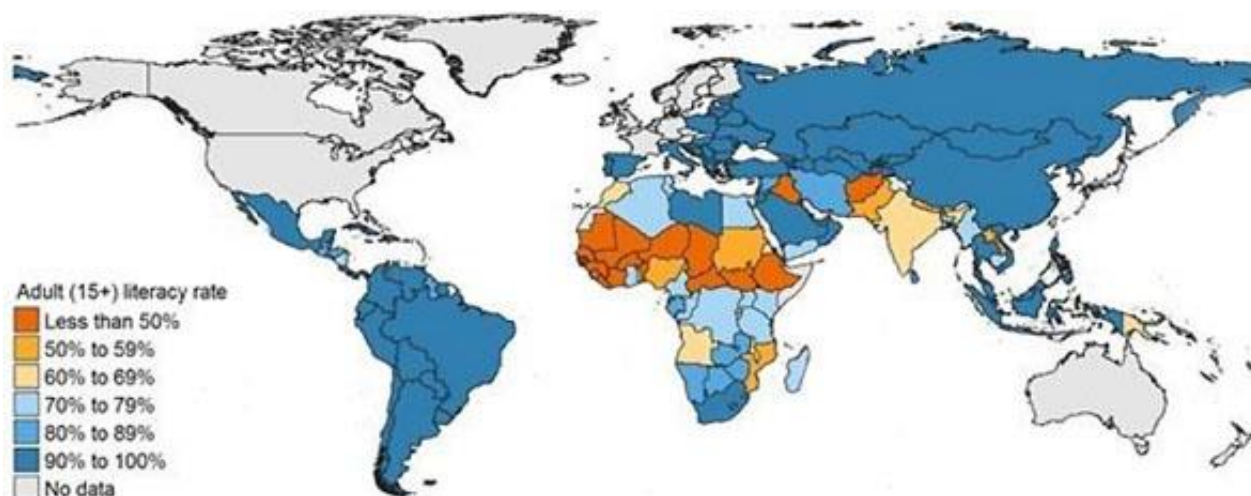 Adult (15+) literacy rate
Less than 50%
50% to 59%
60% to 69%
70% to 79%
80% to 89%
90% to 100%
No data